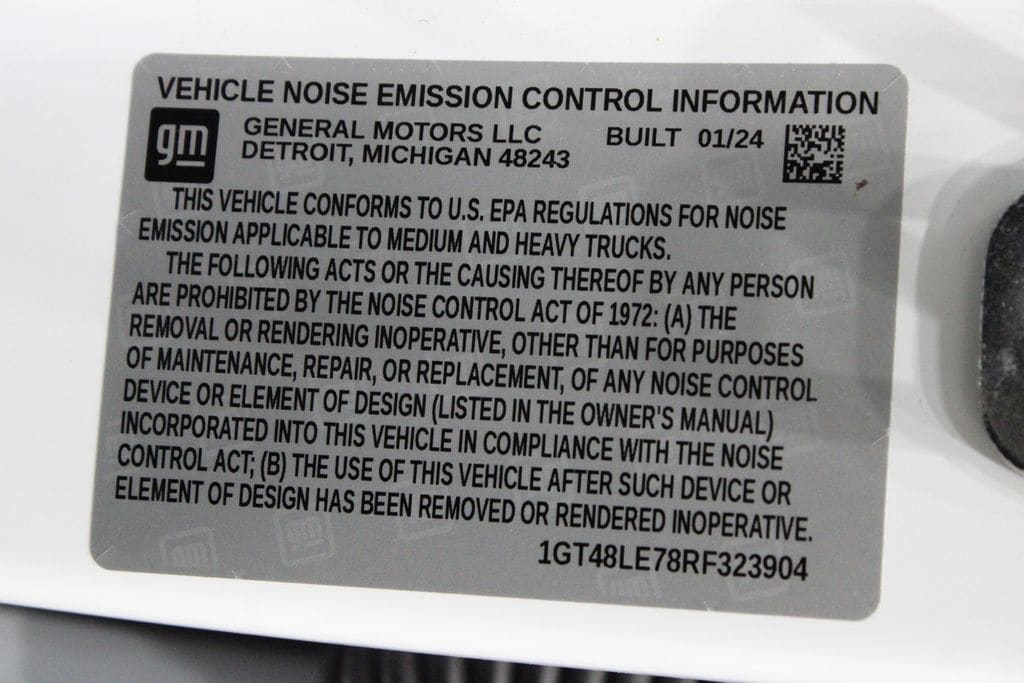 VEHICLE NOISE EMISSION CONTROL INFORMATION
gm
GENERAL MOTORS LLC BUILT 01/24
DETROIT, MICHIGAN 48243
THIS VEHICLE CONFORMS TO U.S. EPA REGULATIONS FOR NOISE
EMISSION APPLICABLE TO MEDIUM AND HEAVY TRUCKS.
THE FOLLOWING ACTS OR THE CAUSING THEREOF BY ANY PERSON
ARE PROHIBITED BY THE NOISE CONTROL ACT OF 1972: (A) THE
REMOVAL OR RENDERING INOPERATIVE, OTHER THAN FOR PURPOSES
OF MAINTENANCE, REPAIR, OR REPLACEMENT, OF ANY NOISE CONTROL
DEVICE OR ELEMENT OF DESIGN (LISTED IN THE OWNER'S MANUAL)
INCORPORATED INTO THIS VEHICLE IN COMPLIANCE WITH THE NOISE
CONTROL ACT; (B) THE USE OF THIS VEHICLE AFTER SUCH DEVICE OR
ELEMENT OF DESIGN HAS BEEN REMOVED OR RENDERED INOPERATIVE.
1GT48LE78RF323904